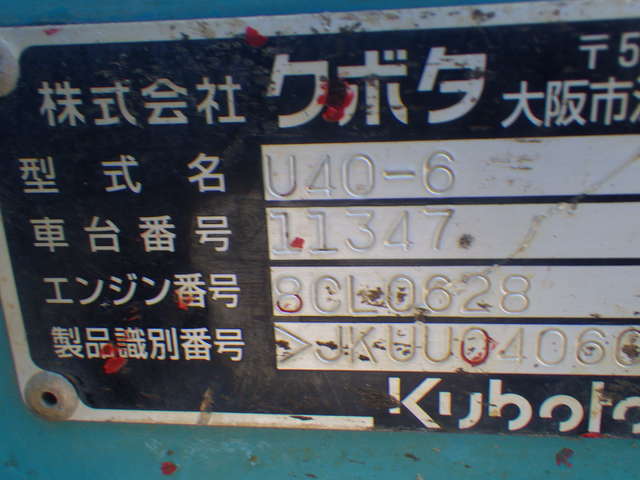 〒5
株式会社 クボタ 大阪市
型式名 U40-6
車台番号 11347
エンジン番号 8CL0628
製品識別番号 >JKUU04060
Kubota